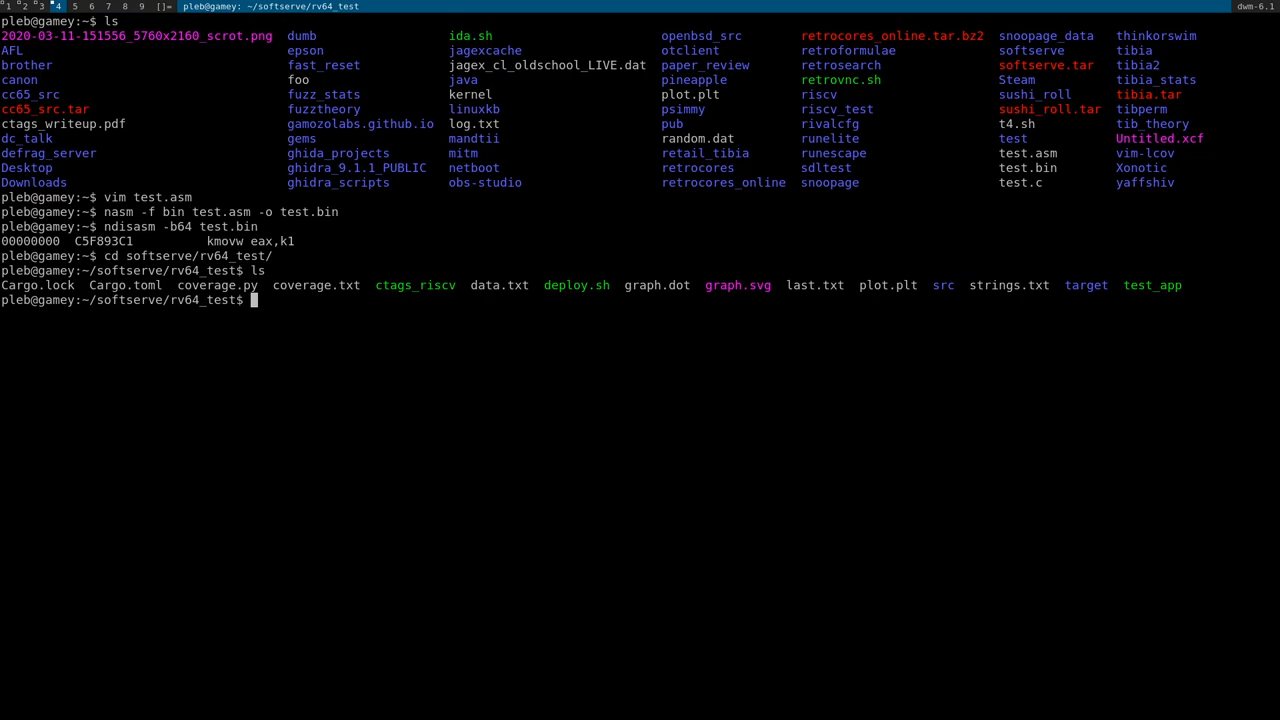 1 2 3 4 5 6 7 8 9 []= pleb@gamey: ~/softserve/rv64_test dwm-6.1
pleb@gamey:~$ ls
2020-03-11-151556_5760x2160_scrot.png dumb ida.sh openbsd_src retrocores_online.tar.bz2 snoopage_data thinkorswim
AFL epson jagexcache otclient retroformulae softserve tibia
brother fast_reset jagex_cl_oldschool_LIVE.dat paper_review retrosearch softserve.tar tibia2
canon foo java pineapple retrovnc.sh Steam tibia_stats
cc65_src fuzz_stats kernel plot.plt riscv sushi_roll tibia.tar
cc65_src.tar fuzztheory linuxkb psimmy riscv_test sushi_roll.tar tibperm
ctags_writeup.pdf gamozolabs.github.io log.txt pub rivalcfg t4.sh tib_theory
dc_talk gems mandtii random.dat runelite test Untitled.xcf
defrag_server ghida_projects mitm retail_tibia runescape test.asm vim-lcov
Desktop ghidra_9.1.1_PUBLIC netboot retrocores sdltest test.bin Xonotic
Downloads ghidra_scripts obs-studio retrocores_online snoopage test.c yaffshiv
pleb@gamey:~$ vim test.asm
pleb@gamey:~$ nasm -f bin test.asm -o test.bin
pleb@gamey:~$ ndisasm -b64 test.bin
00000000 C5F893C1 kmovw eax,k1
pleb@gamey:~$ cd softserve/rv64_test/
pleb@gamey:~/softserve/rv64_test$ ls
Cargo.lock Cargo.toml coverage.py coverage.txt ctags_riscv data.txt deploy.sh graph.dot graph.svg last.txt plot.plt src strings.txt target test_app
pleb@gamey:~/softserve/rv64_test$